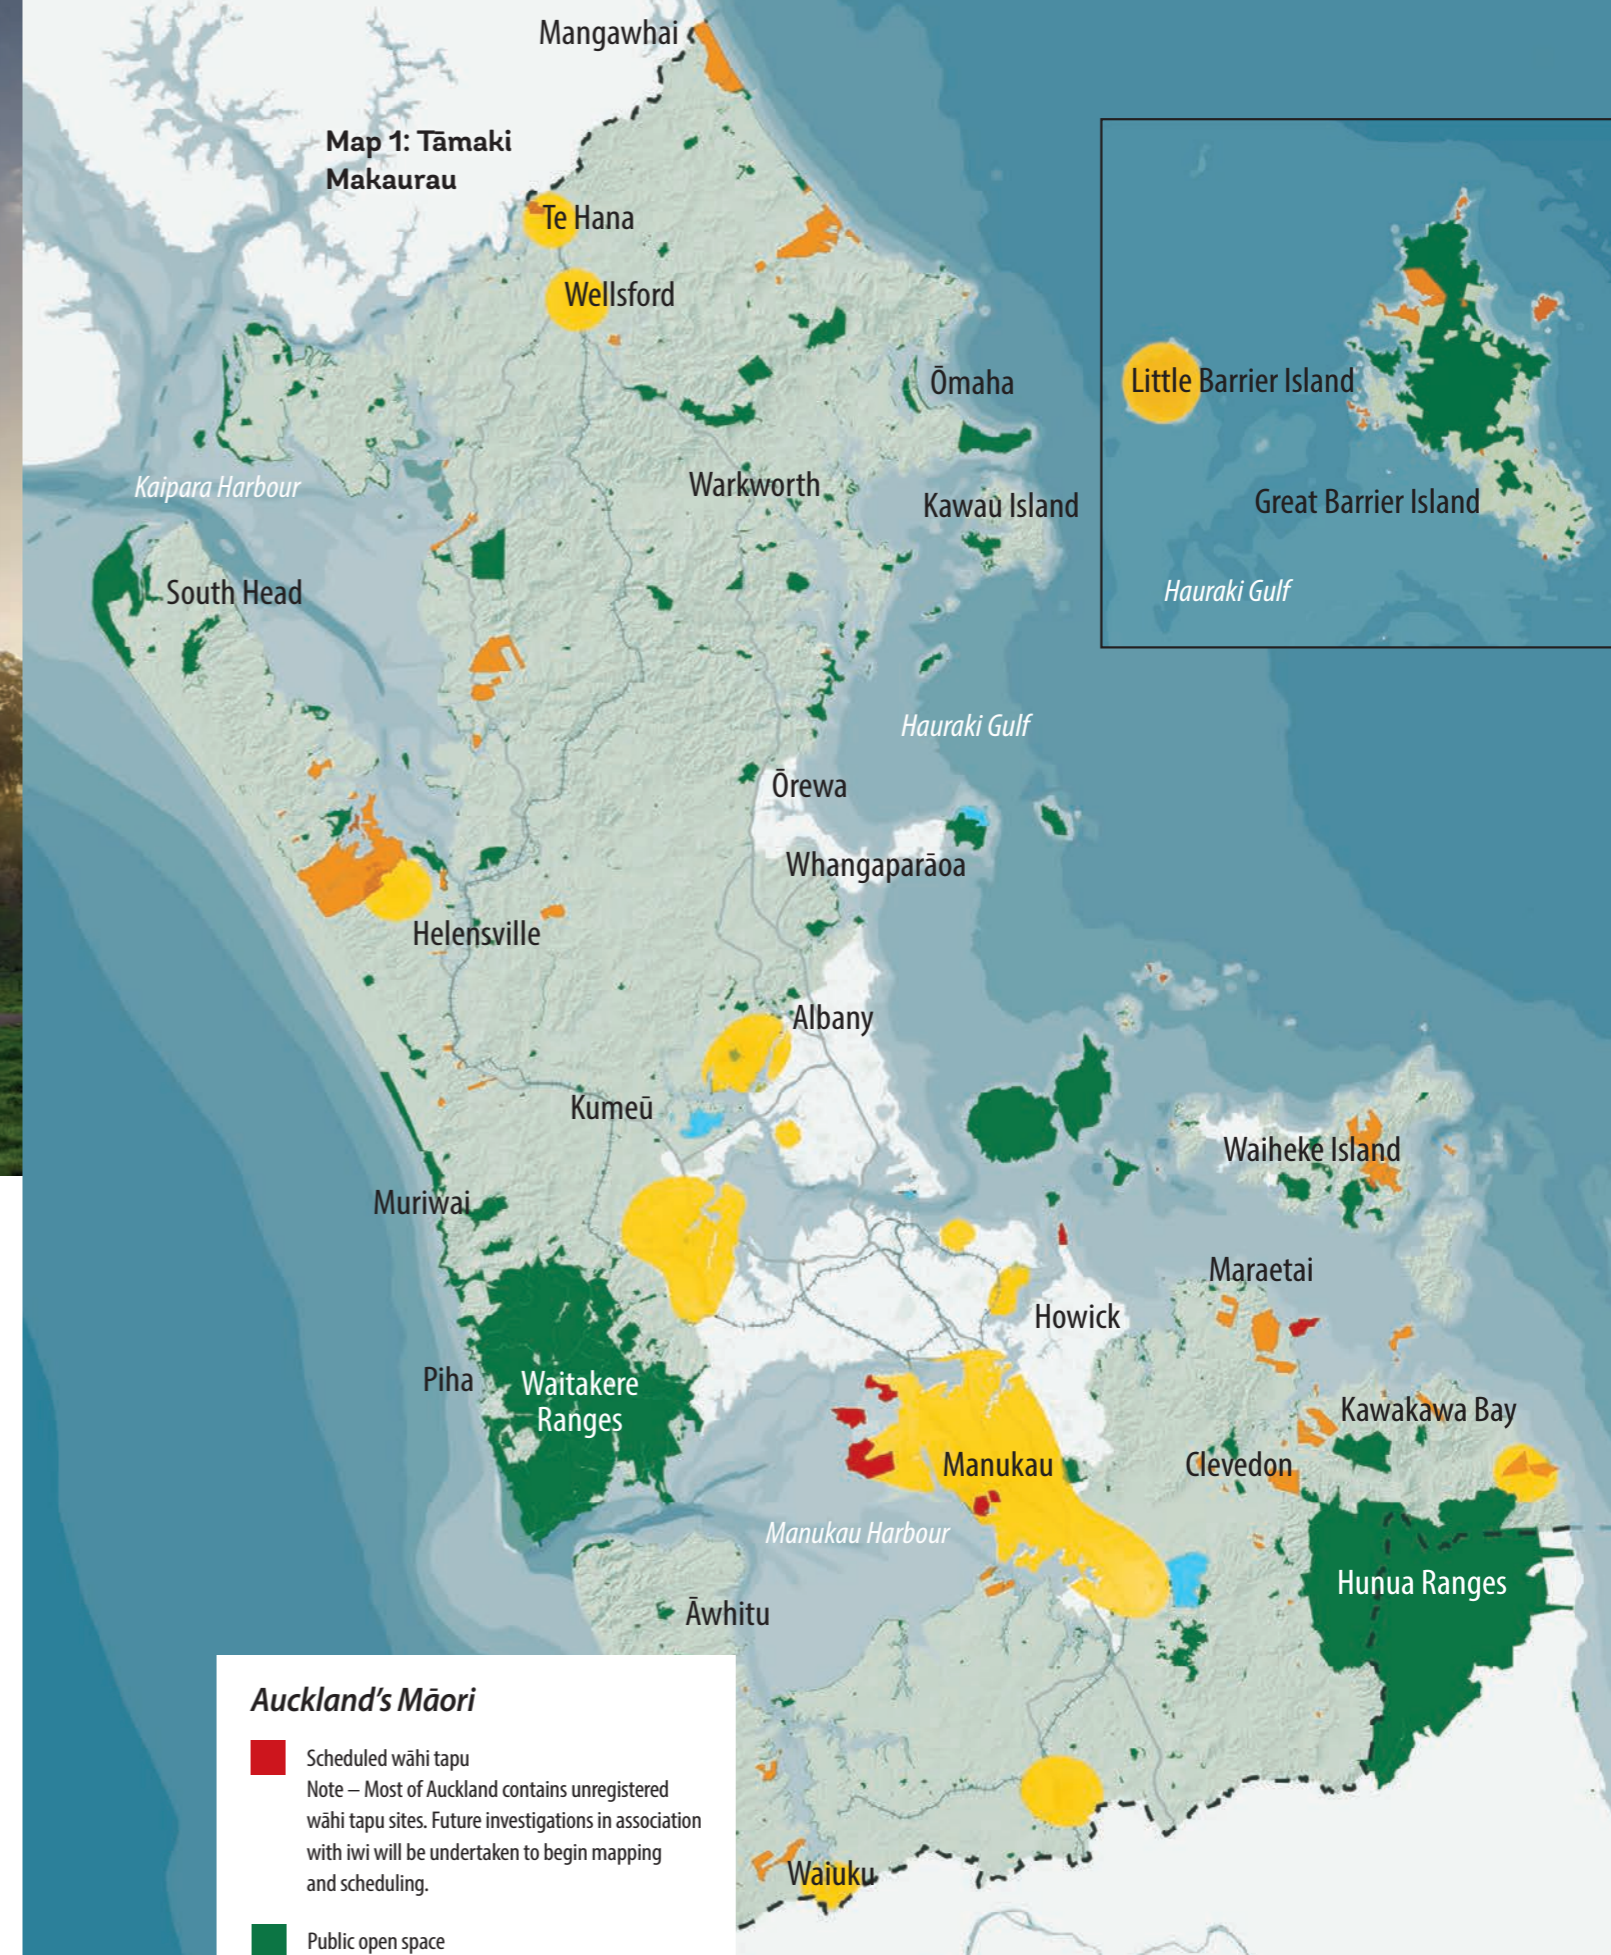 Mangawhai
Map 1: Tāmaki
Makaurau
Te Hana
Wellsford
Ōmaha
Little Barrier Island
Kaipara Harbour
Warkworth
Kawau Island
Great Barrier Island
South Head
Hauraki Gulf
Hauraki Gulf
Ōrewa
Whangaparāoa
Helensville
Albany
Kumeū
Waiheke Island
Muriwai
Maraetai
Howick
Piha
Waitakere
Ranges
Kawakawa Bay
Manukau
Clevedon
Manukau Harbour
Hunua Ranges
Āwhitu
Auckland's Māori
Scheduled wāhi tapu
Note – Most of Auckland contains unregistered
wāhi tapu sites. Future investigations in association
with iwi will be undertaken to begin mapping
and scheduling.
Waiuku
Public open space